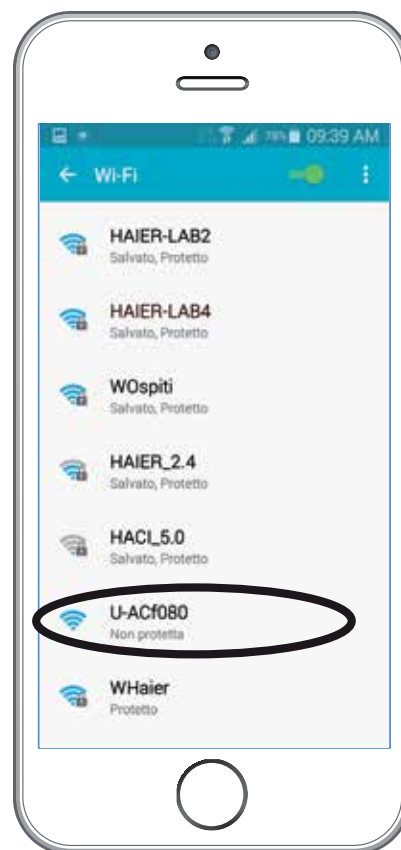 78% 09:39 AM
Wi-Fi
HAIER-LAB2
Salvato, Protetto
HAIER-LAB4
Salvato, Protetto
WOspiti
Salvato, Protetto
HAIER_2.4
Salvato, Protetto
HACI_5.0
Salvato, Protetto
U-ACf080
Non protetta
WHaier
Protetto